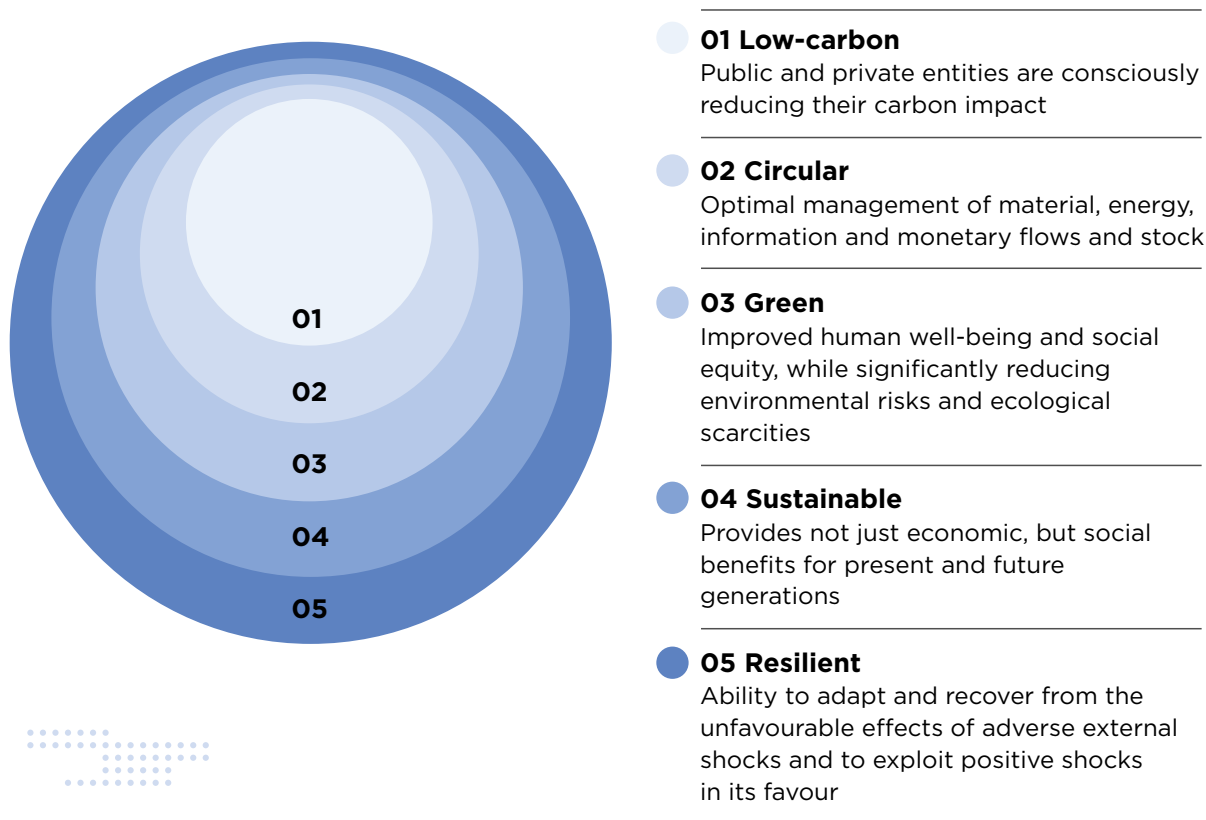 01
02
03
04
05
01 Low-carbon
Public and private entities are consciously
reducing their carbon impact
02 Circular
Optimal management of material, energy,
information and monetary flows and stock
03 Green
Improved human well-being and social
equity, while significantly reducing
environmental risks and ecological
scarcities
04 Sustainable
Provides not just economic, but social
benefits for present and future
generations
05 Resilient
Ability to adapt and recover from the
unfavourable effects of adverse external
shocks and to exploit positive shocks
in its favour